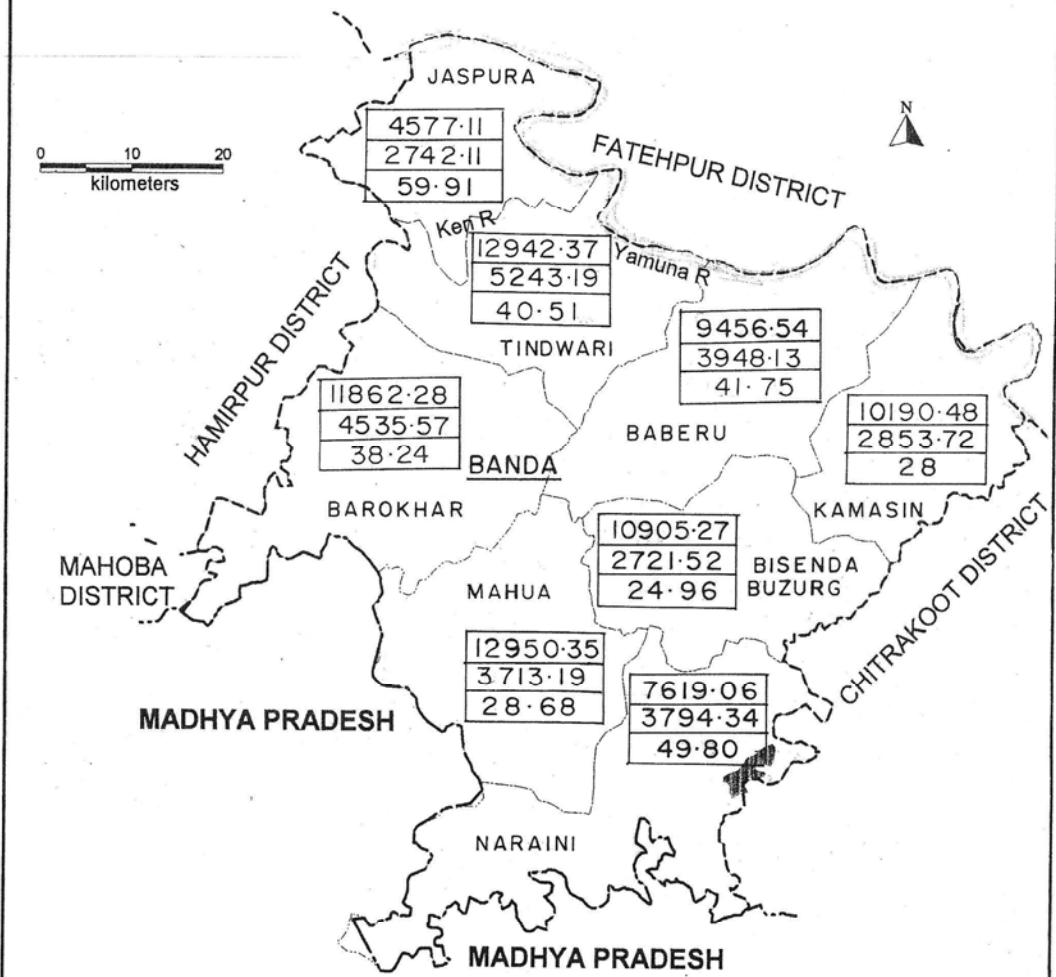 JASPURA
4577·11
2742·11
59·91
N
0 10 20
kilometers
FATEHPUR DISTRICT
Ken R
12942·37
5243·19
40·51
Yamuna R
TINDWARI
HAMIRPUR DISTRICT
9456·54
3948·13
41·75
11862·28
4535·57
38·24
BABERU
10190·48
2853·72
28
BANDA
BAROKHAR
KAMASIN
10905·27
2721·52
24·96
BISENDA
BUZURG
MAHOBA
DISTRICT
MAHUA
CHITRAKOOT DISTRICT
12950·35
3713·19
28·68
7619·06
3794·34
49·80
MADHYA PRADESH
NARAINI
MADHYA PRADESH